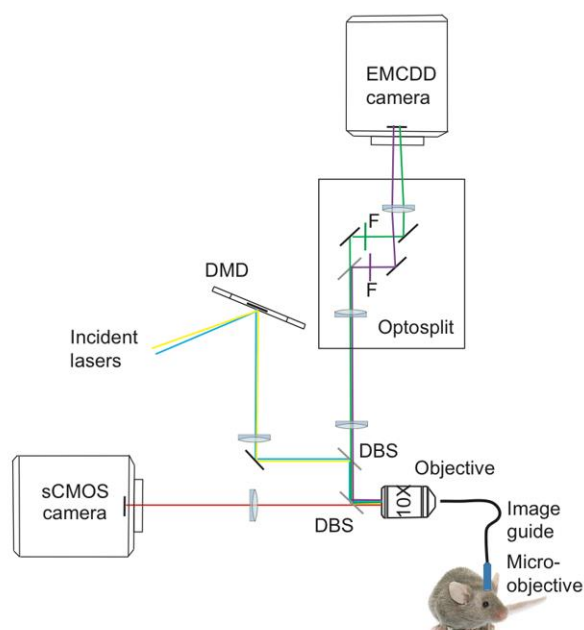 EMCDD
camera
F
F
DMD
Optosplit
Incident
lasers
DBS
Objective
sCMOS
camera
10X
DBS
Image
guide
Micro-
objective